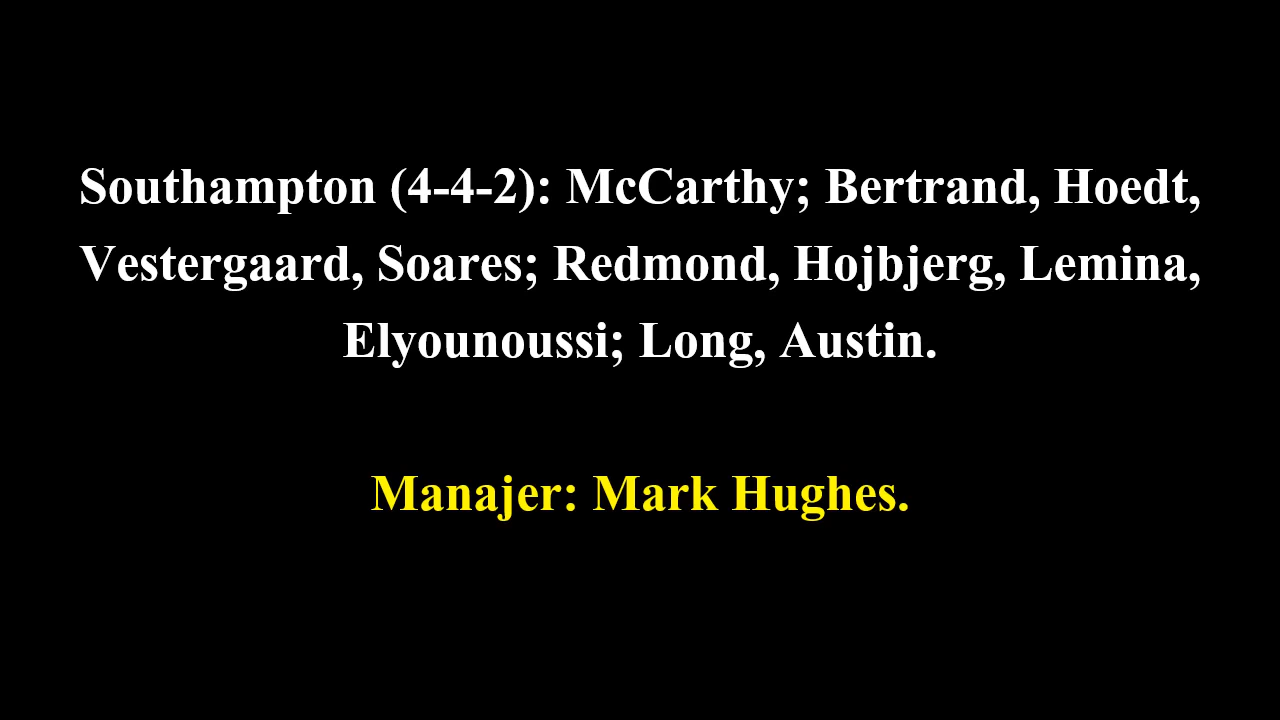 Southampton (4-4-2): McCarthy; Bertrand, Hoedt,
Vestergaard, Soares; Redmond, Hojbjerg, Lemina,
Elyounoussi; Long, Austin.
Manajer: Mark Hughes.